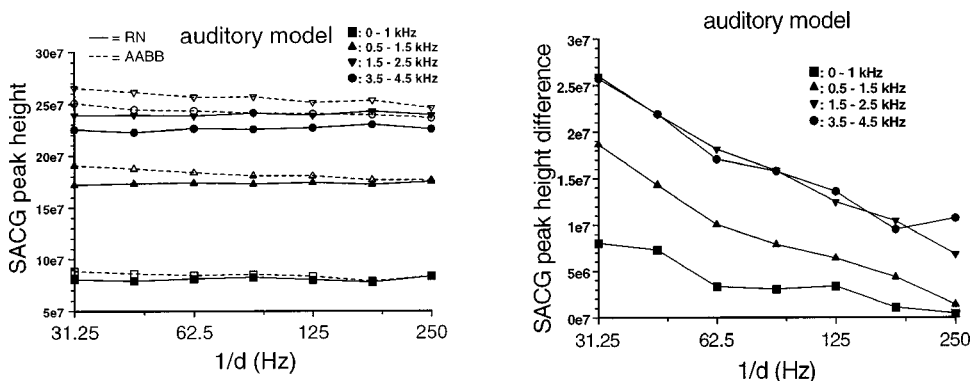 auditory model
= RN
= AABB
■: 0 - 1 kHz
▲: 0.5 - 1.5 kHz
▼: 1.5 - 2.5 kHz
●: 3.5 - 4.5 kHz
SACG peak height
30e7
25e7
20e7
15e7
10e7
5e7
31.25 62.5 125 250
1/d (Hz)
auditory model
■: 0 - 1 kHz
▲: 0.5 - 1.5 kHz
▼: 1.5 - 2.5 kHz
●: 3.5 - 4.5 kHz
SACG peak height difference
3e7
2.5e7
2e7
1.5e7
1e7
5e6
0e7
31.25 62.5 125 250
1/d (Hz)